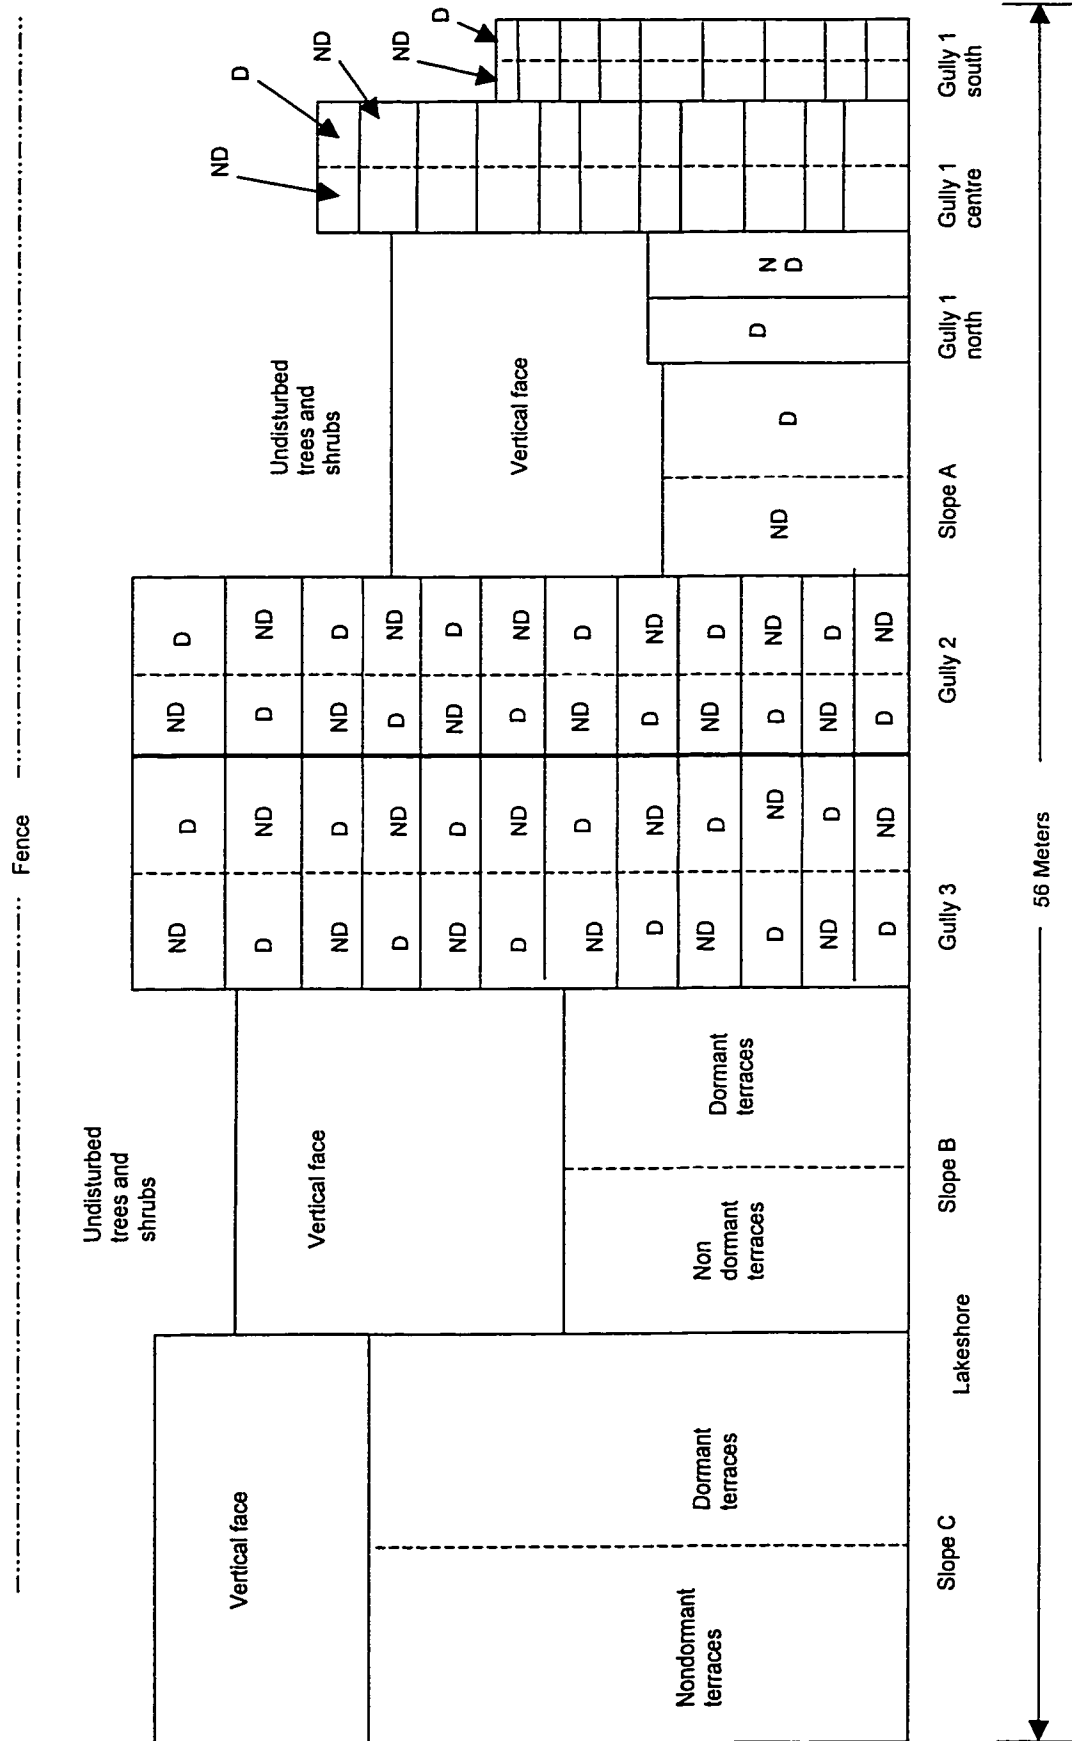 Fence
Undisturbed
trees and
shrubs
Undisturbed
trees and
shrubs
ND
D
ND
ND
D
Vertical face
Vertical face
Vertical face
Nondormant
terraces
Dormant
terraces
Non
dormant
terraces
Dormant
terraces
ND D ND D
D ND D ND
ND D ND D
D ND D ND
ND D ND D
D ND D ND
ND D ND D
D ND D ND
ND D ND D
D ND D ND
ND D ND D
D ND D ND
ND
D
D
N
D
Slope C
Lakeshore
Slope B
Gully 3
Gully 2
Slope A
Gully 1
north
Gully 1
centre
Gully 1
south
56 Meters